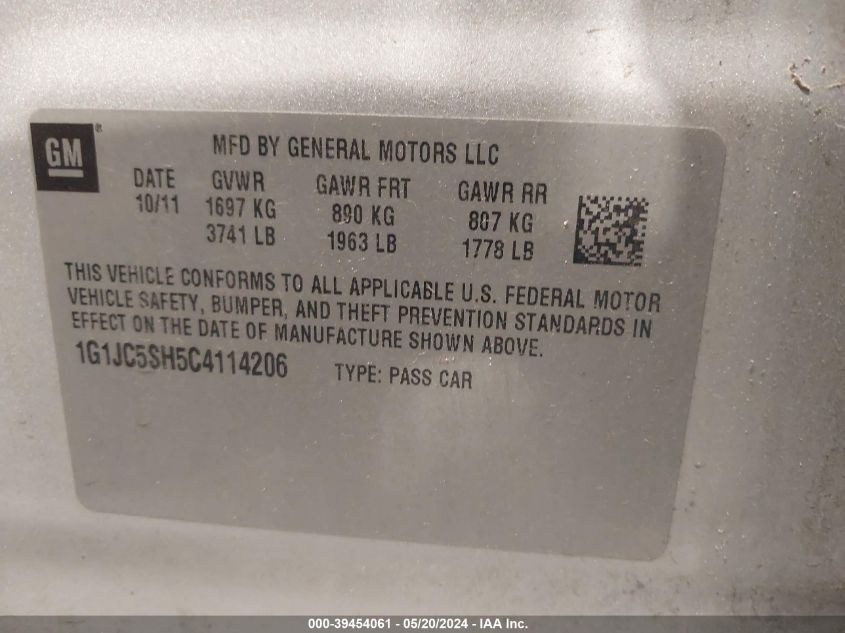 GM ®
MFD BY GENERAL MOTORS LLC
DATE GVWR GAWR FRT GAWR RR
10/11 1697 KG 890 KG 807 KG
3741 LB 1963 LB 1778 LB
THIS VEHICLE CONFORMS TO ALL APPLICABLE U.S. FEDERAL MOTOR
VEHICLE SAFETY, BUMPER, AND THEFT PREVENTION STANDARDS IN
EFFECT ON THE DATE OF MANUFACTURE SHOWN ABOVE.
1G1JC5SH5C4114206 TYPE: PASS CAR
000-39454061 - 05/20/2024 - IAA Inc.